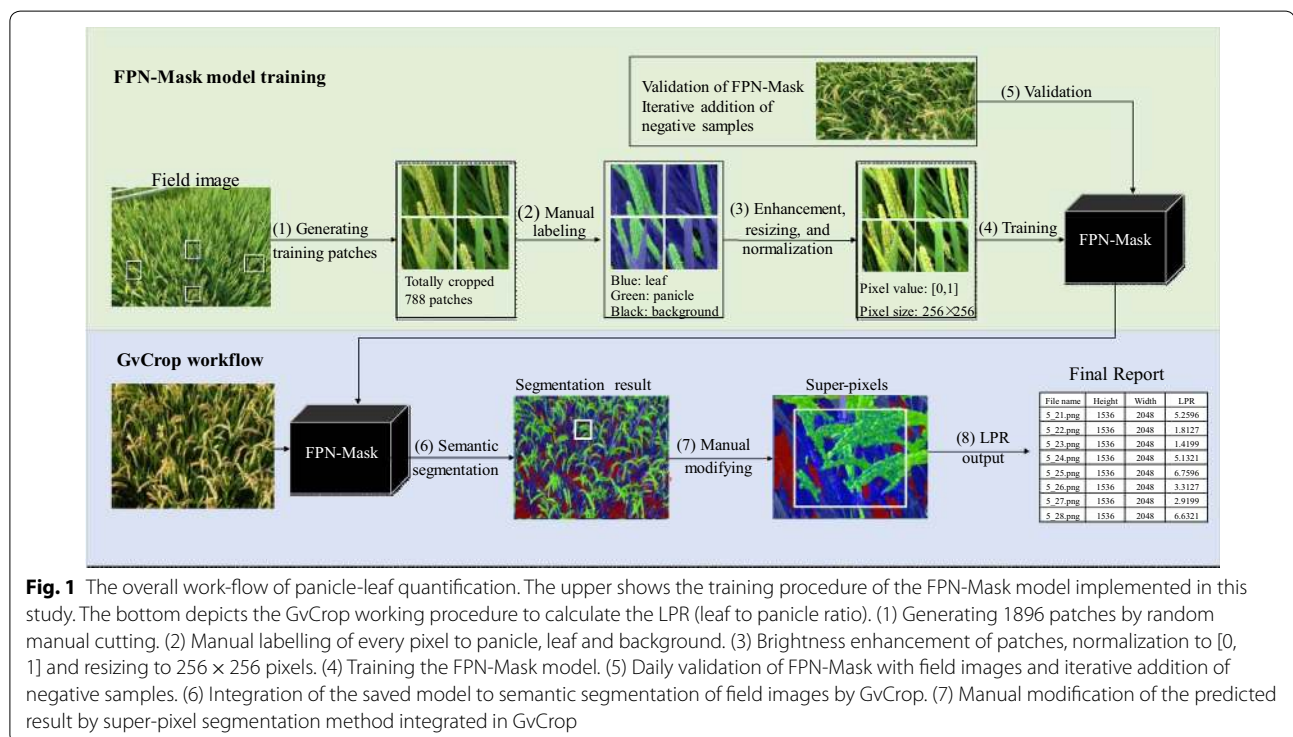 FPN-Mask model training
Validation of FPN-Mask
Iterative addition of
negative samples
(5) Validation
Field image
(1) Generating
training patches
Totally cropped
788 patches
(2) Manual
labeling
Blue: leaf
Green: panicle
Black: background
(3) Enhancement,
resizing, and
normalization
Pixel value: [0,1]
Pixel size: 256×256
(4) Training
FPN-Mask
GvCrop workflow
FPN-Mask
(6) Semantic
segmentation
Segmentation result
(7) Manual
modifying
Super-pixels
(8) LPR
output
Final Report
File name Height Width LPR
5_21.png 1536 2048 5.2596
5_22.png 1536 2048 1.8127
5_23.png 1536 2048 1.4199
5_24.png 1536 2048 5.1321
5_25.png 1536 2048 6.7596
5_26.png 1536 2048 3.3127
5_27.png 1536 2048 2.9199
5_28.png 1536 2048 6.6321
Fig. 1 The overall work-flow of panicle-leaf quantification. The upper shows the training procedure of the FPN-Mask model implemented in this
study. The bottom depicts the GvCrop working procedure to calculate the LPR (leaf to panicle ratio). (1) Generating 1896 patches by random
manual cutting. (2) Manual labelling of every pixel to panicle, leaf and background. (3) Brightness enhancement of patches, normalization to [0,
1] and resizing to 256 × 256 pixels. (4) Training the FPN-Mask model. (5) Daily validation of FPN-Mask with field images and iterative addition of
negative samples. (6) Integration of the saved model to semantic segmentation of field images by GvCrop. (7) Manual modification of the predicted
result by super-pixel segmentation method integrated in GvCrop